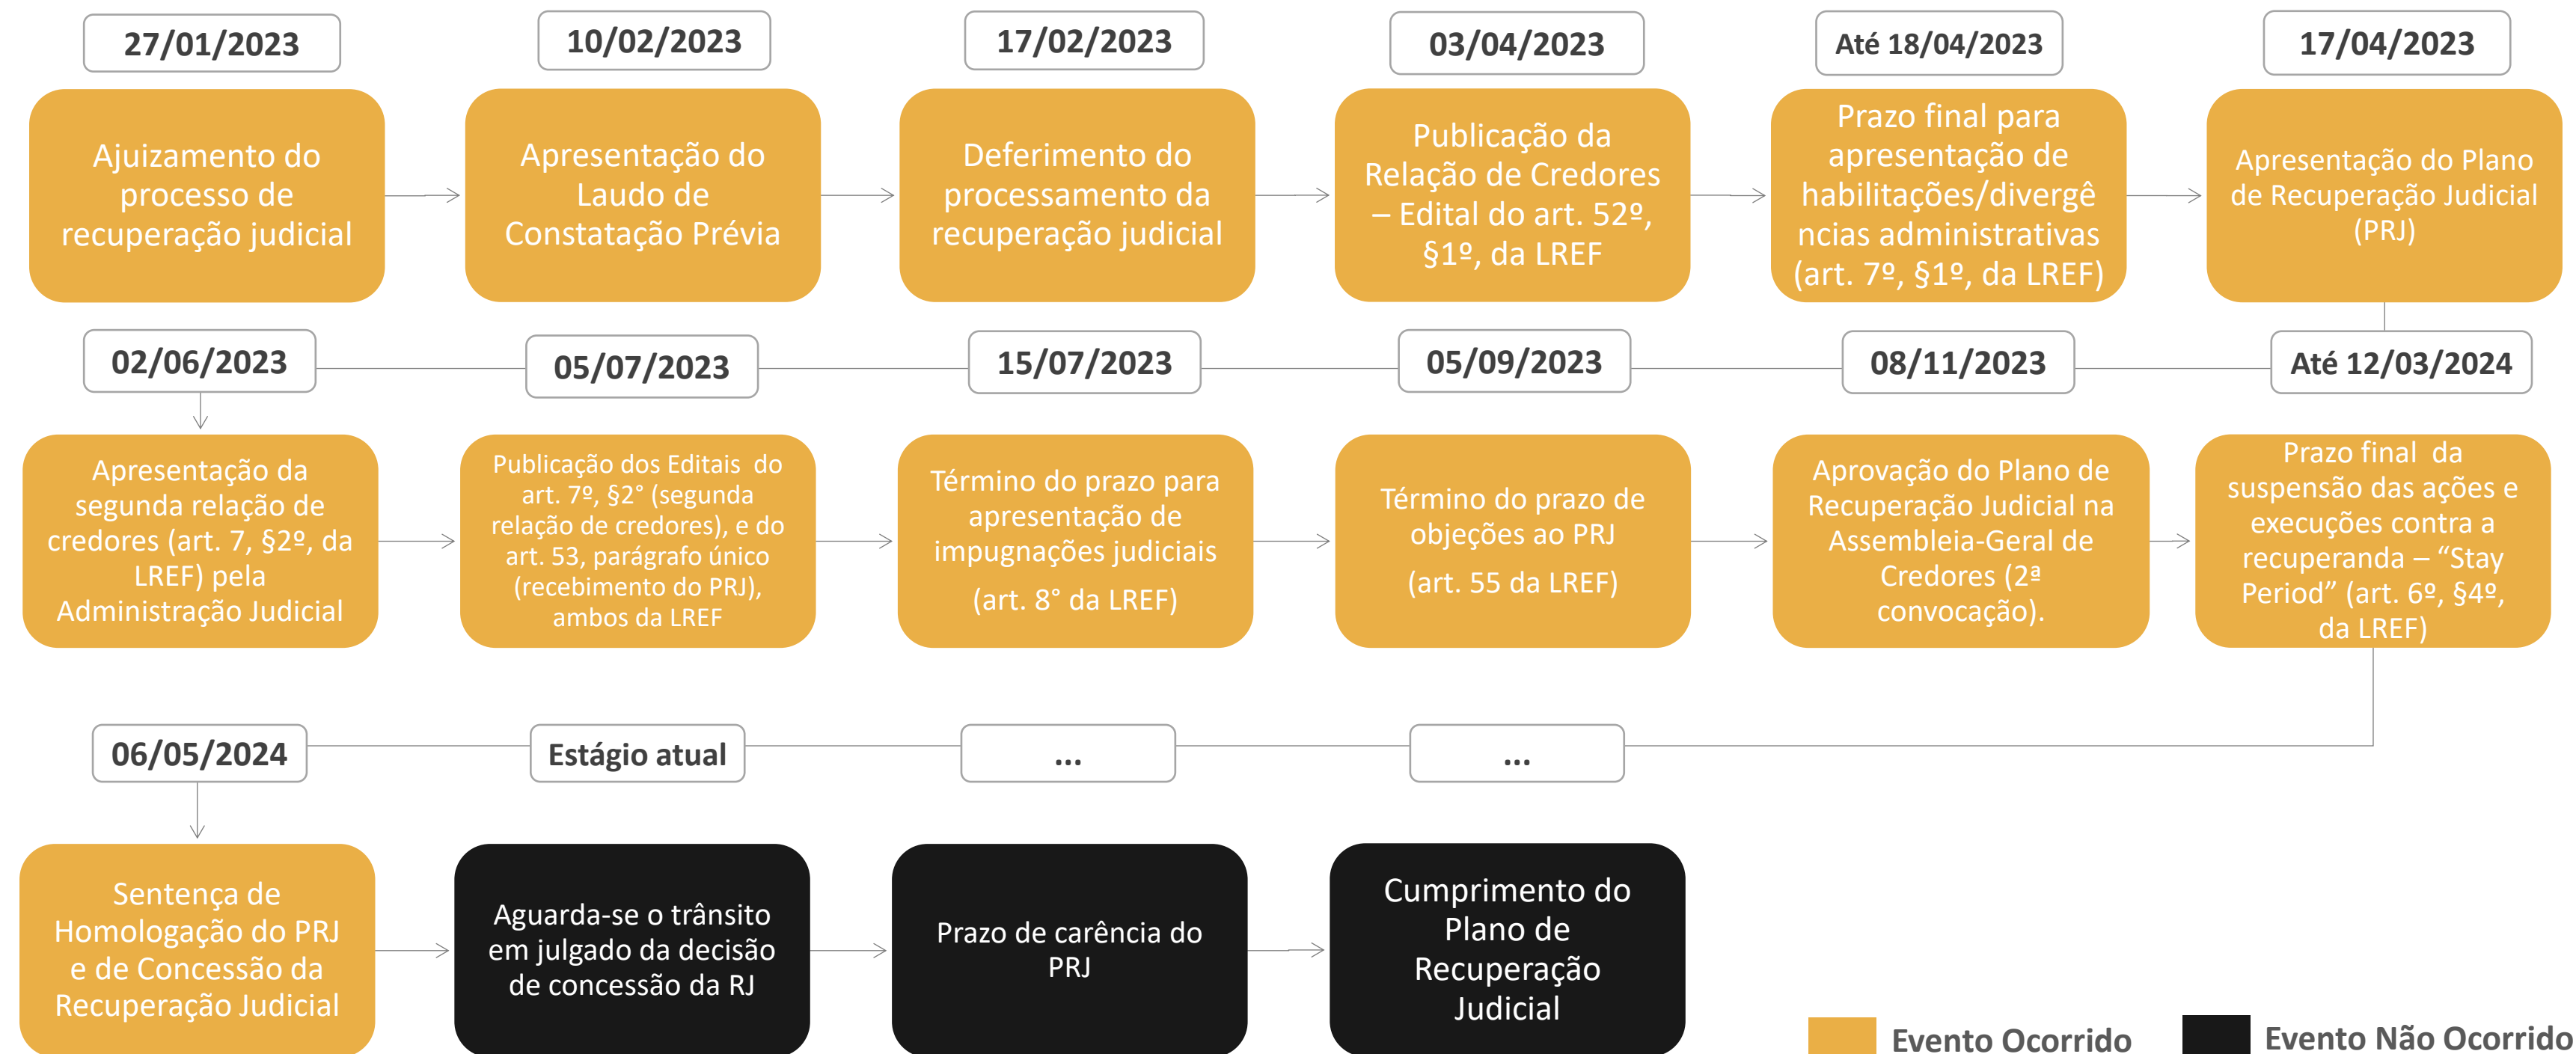 27/01/2023
10/02/2023
17/02/2023
03/04/2023
Até 18/04/2023
17/04/2023
Ajuizamento do
processo de
recuperação judicial
Apresentação do
Laudo de
Constatação Prévia
Deferimento do
processamento da
recuperação judicial
Publicação da
Relação de Credores
– Edital do art. 52º,
§1º, da LREF
Prazo final para
apresentação de
habilitações/divergê
ncias administrativas
(art. 7º, §1º, da LREF)
Apresentação do Plano
de Recuperação Judicial
(PRJ)
02/06/2023
05/07/2023
15/07/2023
05/09/2023
08/11/2023
Até 12/03/2024
Apresentação da
segunda relação de
credores (art. 7, §2º, da
LREF) pela
Administração Judicial
Publicação dos Editais do
art. 7º, §2° (segunda
relação de credores), e do
art. 53, parágrafo único
(recebimento do PRJ),
ambos da LREF
Término do prazo para
apresentação de
impugnações judiciais
(art. 8° da LREF)
Término do prazo de
objeções ao PRJ
(art. 55 da LREF)
Aprovação do Plano de
Recuperação Judicial na
Assembleia-Geral de
Credores (2ª
convocação).
Prazo final da
suspensão das ações e
execuções contra a
recuperanda – “Stay
Period” (art. 6º, §4º,
da LREF)
06/05/2024
Estágio atual
...
...
Sentença de
Homologação do PRJ
e de Concessão da
Recuperação Judicial
Aguarda-se o trânsito
em julgado da decisão
de concessão da RJ
Prazo de carência do
PRJ
Cumprimento do
Plano de
Recuperação
Judicial
Evento Ocorrido
Evento Não Ocorrido